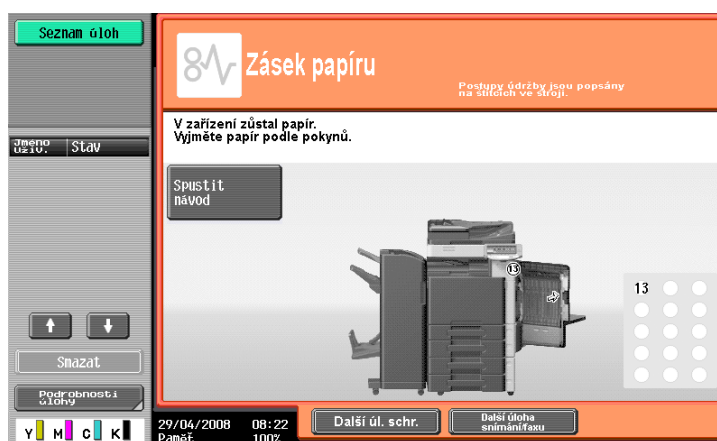 Seznam úloh
Zásek papíru
Postupy údržby jsou popsány
na štítcích ve stroji.
V zařízení zůstal papír.
Vyjměte papír podle pokynů.
Jmeno
uživ.
Stav
Spustit
návod
13
13
Smazat
Podrobnosti
úlohy
Y M C K
29/04/2008 08:22
Paměť 100%
Další úl. schr.
Další úloha
snímání/faxu